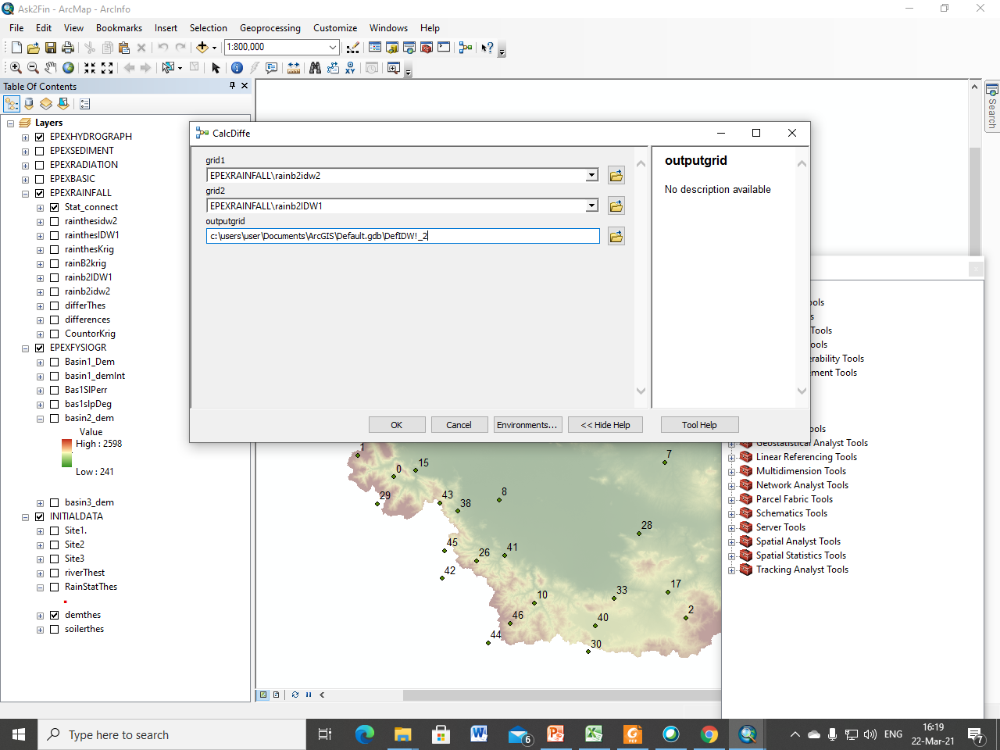 Ask2Fin - ArcMap - ArcInfo
File Edit View Bookmarks Insert Selection Geoprocessing Customize Windows Help
1:800,000
Table Of Contents
Search
Layers
EPEXHYDROGRAPH
EPEXSEDIMENT
EPEXRADIATION
EPEXBASIC
EPEXRAINFALL
Stat_connect
rainthesidw2
rainthesIDW1
rainthesKrig
rainB2krig
rainb2IDW1
rainb2idw2
differThes
differences
CountorKrig
EPEXFYSIOGR
Basin1_Dem
basin1_demInt
Bas1SlPerr
bas1slpDeg
basin2_dem
Value
High : 2598
Low : 241
basin3_dem
INITIALDATA
Site1.
Site2
Site3
riverThest
RainStatThes
demthes
soilerthes
CalcDiffe
grid1
EPEXRAINFALL\rainb2idw2
grid2
EPEXRAINFALL\rainb2IDW1
outputgrid
c:\users\user\Documents\ArcGIS\Default.gdb\DefIDW!_2
outputgrid
No description available
OK Cancel Environments... << Hide Help Tool Help
ols
s
Tools
ools
rability Tools
ment Tools
ols
Geostatistical Analyst Tools
Linear Referencing Tools
Multidimension Tools
Network Analyst Tools
Parcel Fabric Tools
Schematics Tools
Server Tools
Spatial Analyst Tools
Spatial Statistics Tools
Tracking Analyst Tools
1
0
15
7
29
43
38
8
28
45
26
41
42
33
17
10
46
40
2
44
30
Type here to search
6
ENG
16:19
22-Mar-21
7